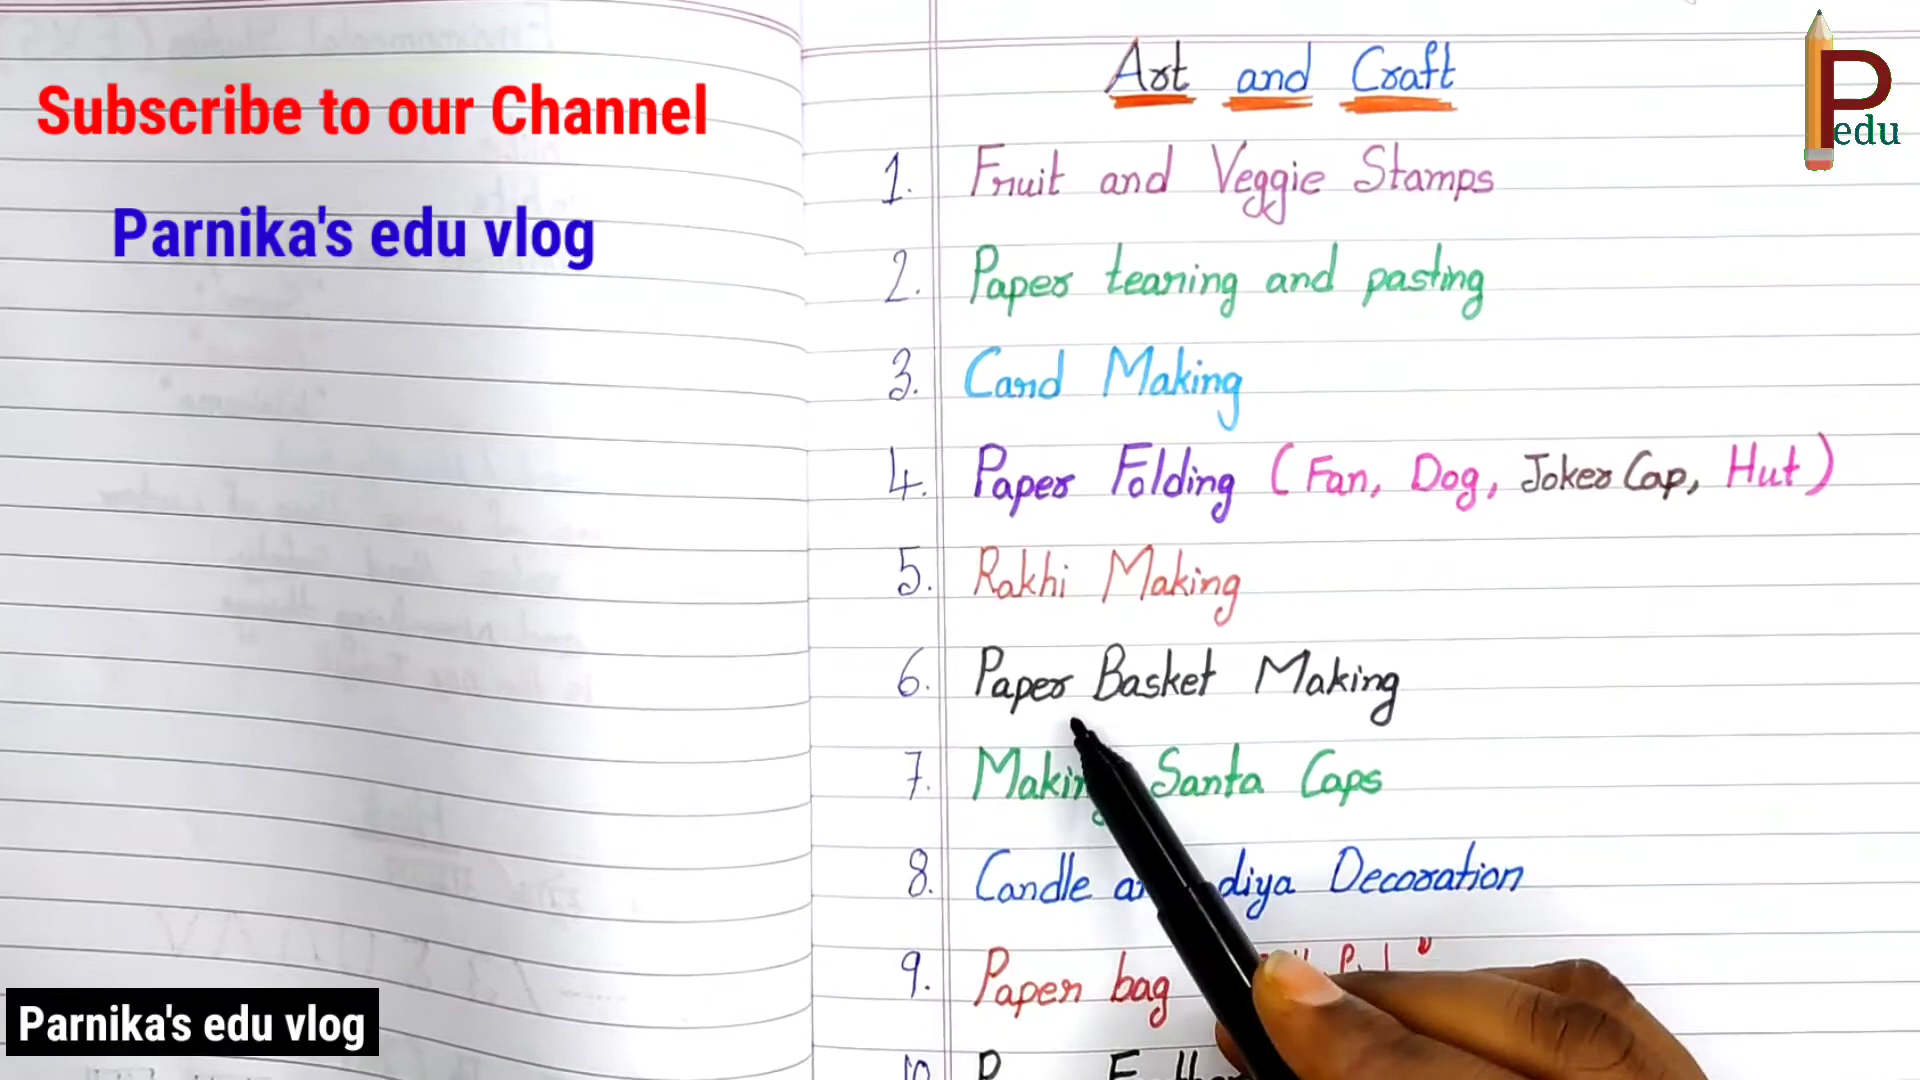 Subscribe to our Channel
Parnika's edu vlog
P edu
Art and Craft
1. Fruit and Veggie Stamps
2. Paper tearing and pasting
3. Card Making
4. Paper Folding (Fan, Dog, Joker Cap, Hut)
5. Rakhi Making
6. Paper Basket Making
7. Making Santa Caps
8. Candle diya Decoration
9. Paper bag
10.
Parnika's edu vlog